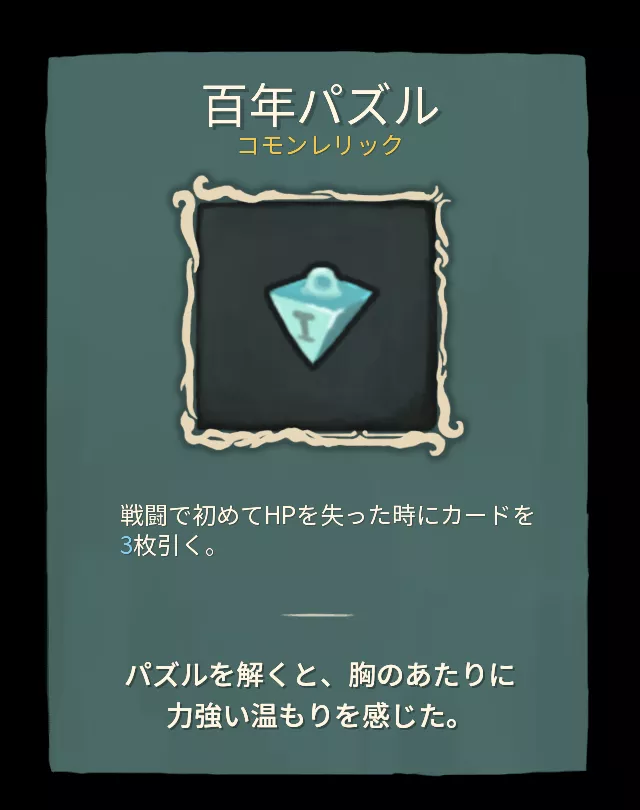 百年パズル
コモンレリック
I
戦闘で初めてHPを失った時にカードを
3枚引く。
パズルを解くと、胸のあたりに
力強い温もりを感じた。